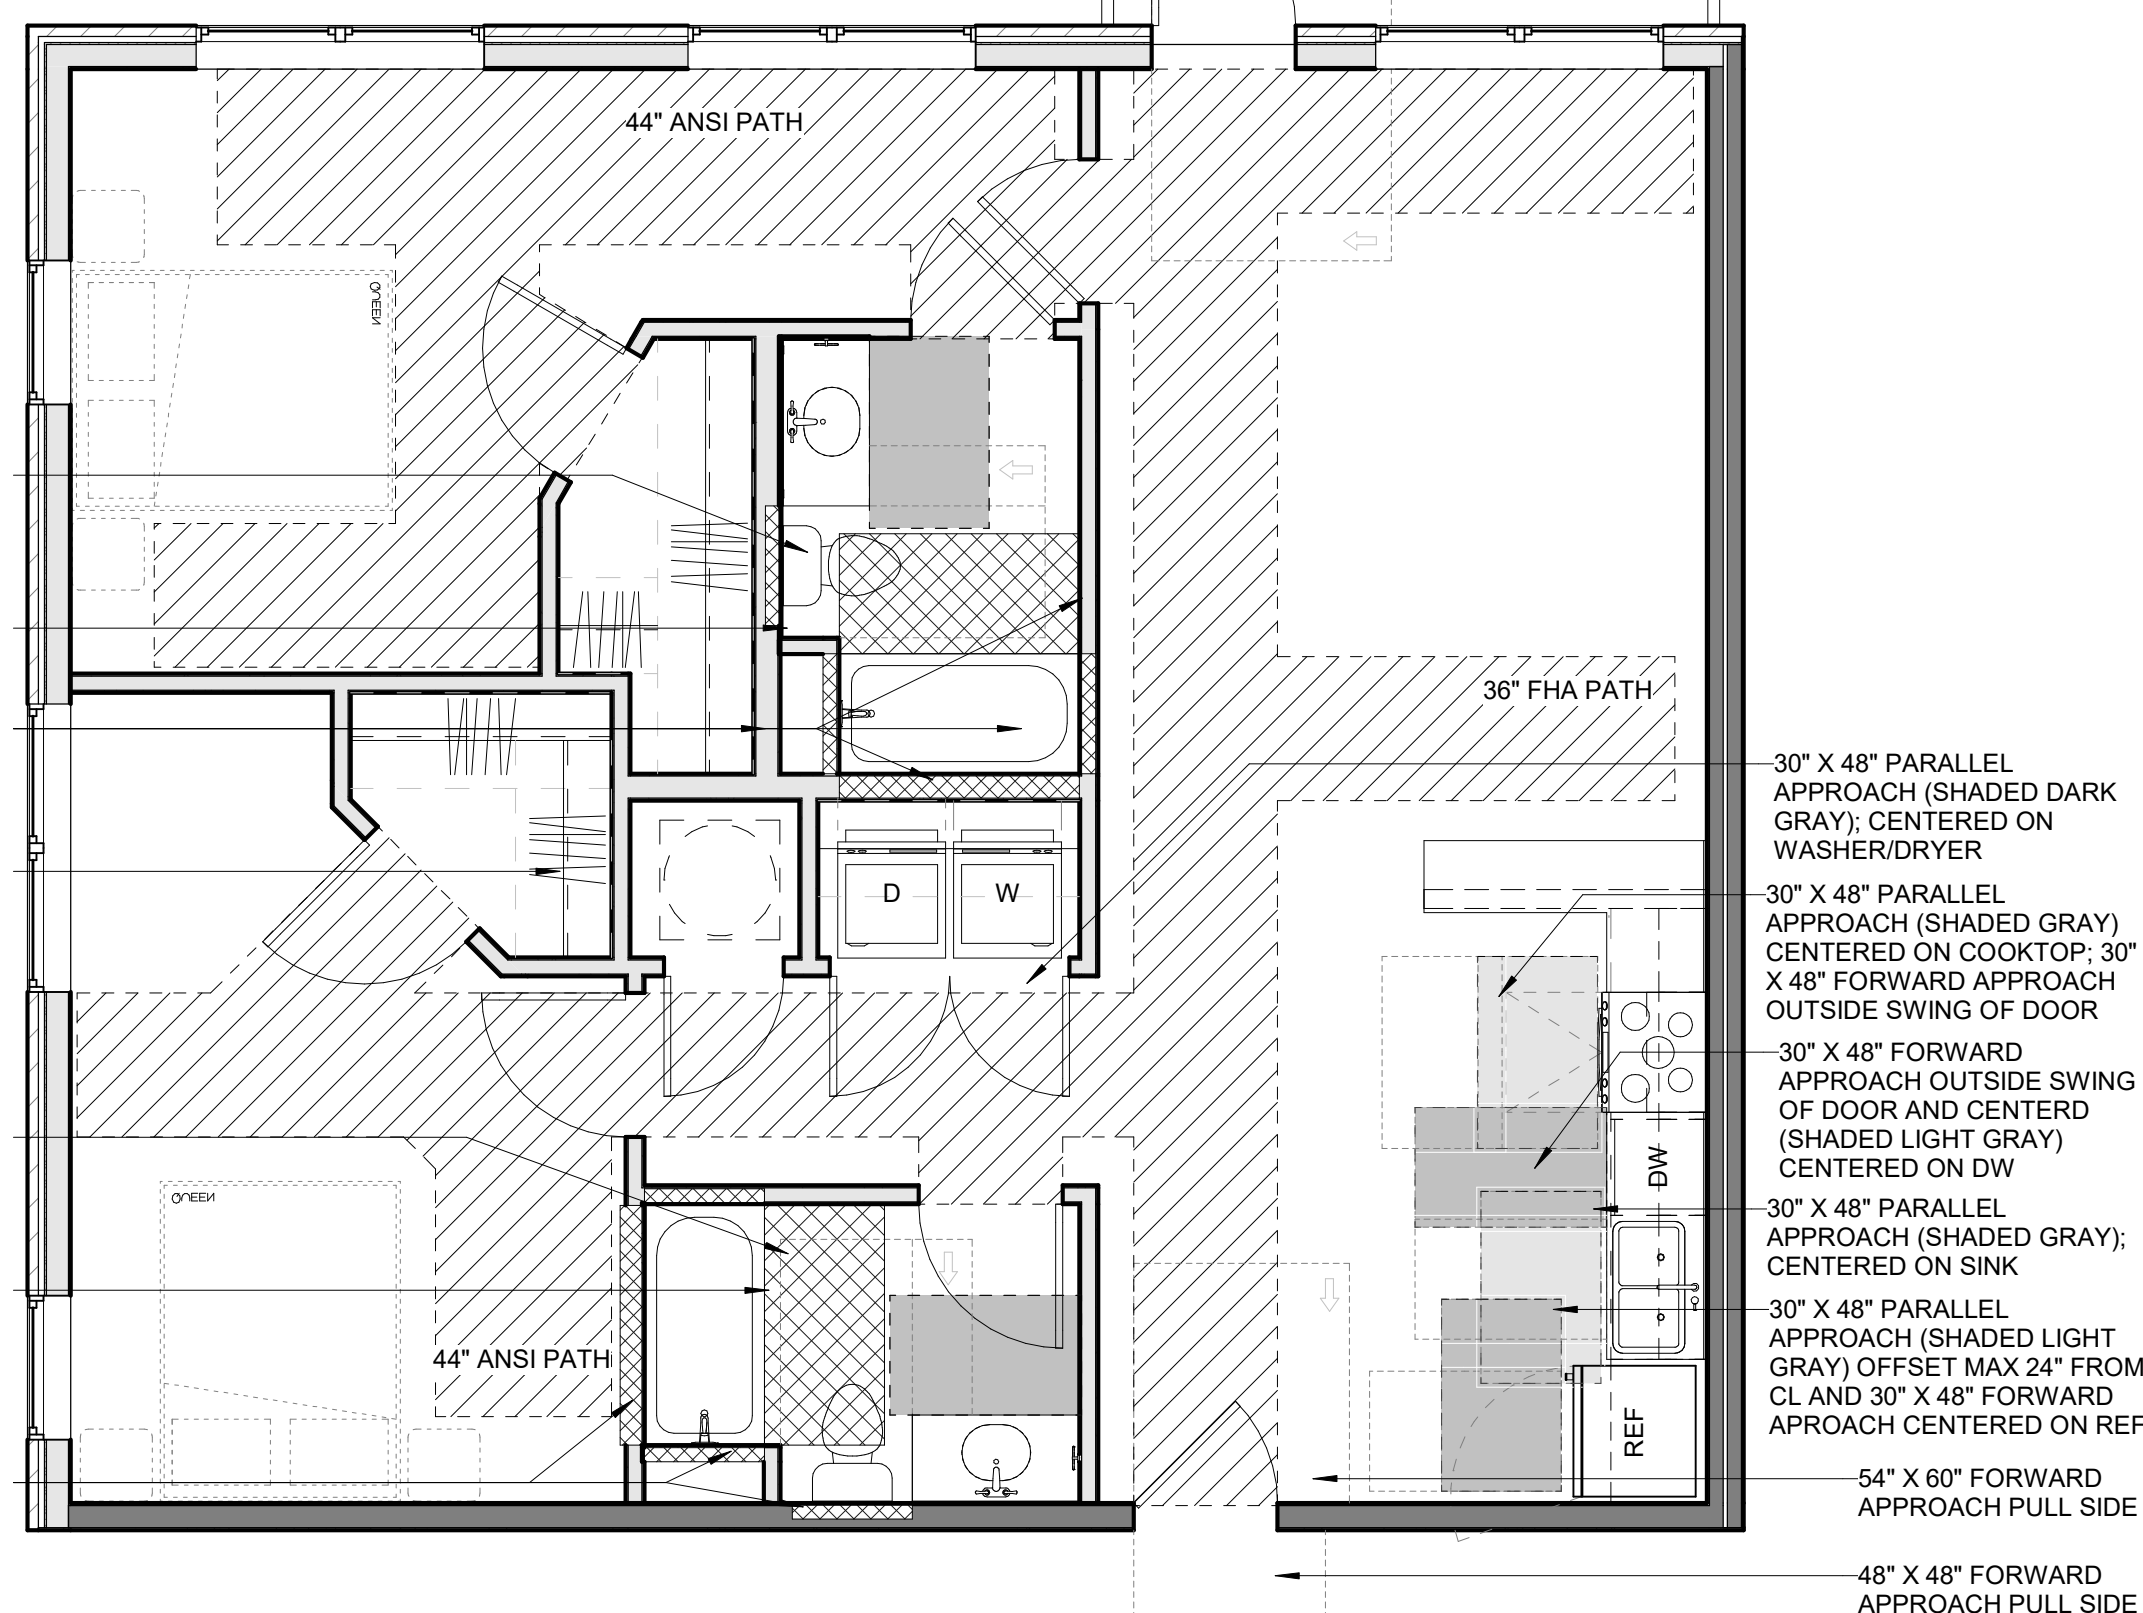 44" ANSI PATH
QUEEN
36" FHA PATH
30" X 48" PARALLEL
APPROACH (SHADED DARK
GRAY); CENTERED ON
WASHER/DRYER
D
W
30" X 48" PARALLEL
APPROACH (SHADED GRAY)
CENTERED ON COOKTOP; 30"
X 48" FORWARD APPROACH
OUTSIDE SWING OF DOOR
30" X 48" FORWARD
APPROACH OUTSIDE SWING
OF DOOR AND CENTERD
(SHADED LIGHT GRAY)
CENTERED ON DW
DW
QUEEN
30" X 48" PARALLEL
APPROACH (SHADED GRAY);
CENTERED ON SINK
30" X 48" PARALLEL
APPROACH (SHADED LIGHT
GRAY) OFFSET MAX 24" FROM
CL AND 30" X 48" FORWARD
APROACH CENTERED ON REF
44" ANSI PATH
REF
54" X 60" FORWARD
APPROACH PULL SIDE
48" X 48" FORWARD
APPROACH PULL SIDE